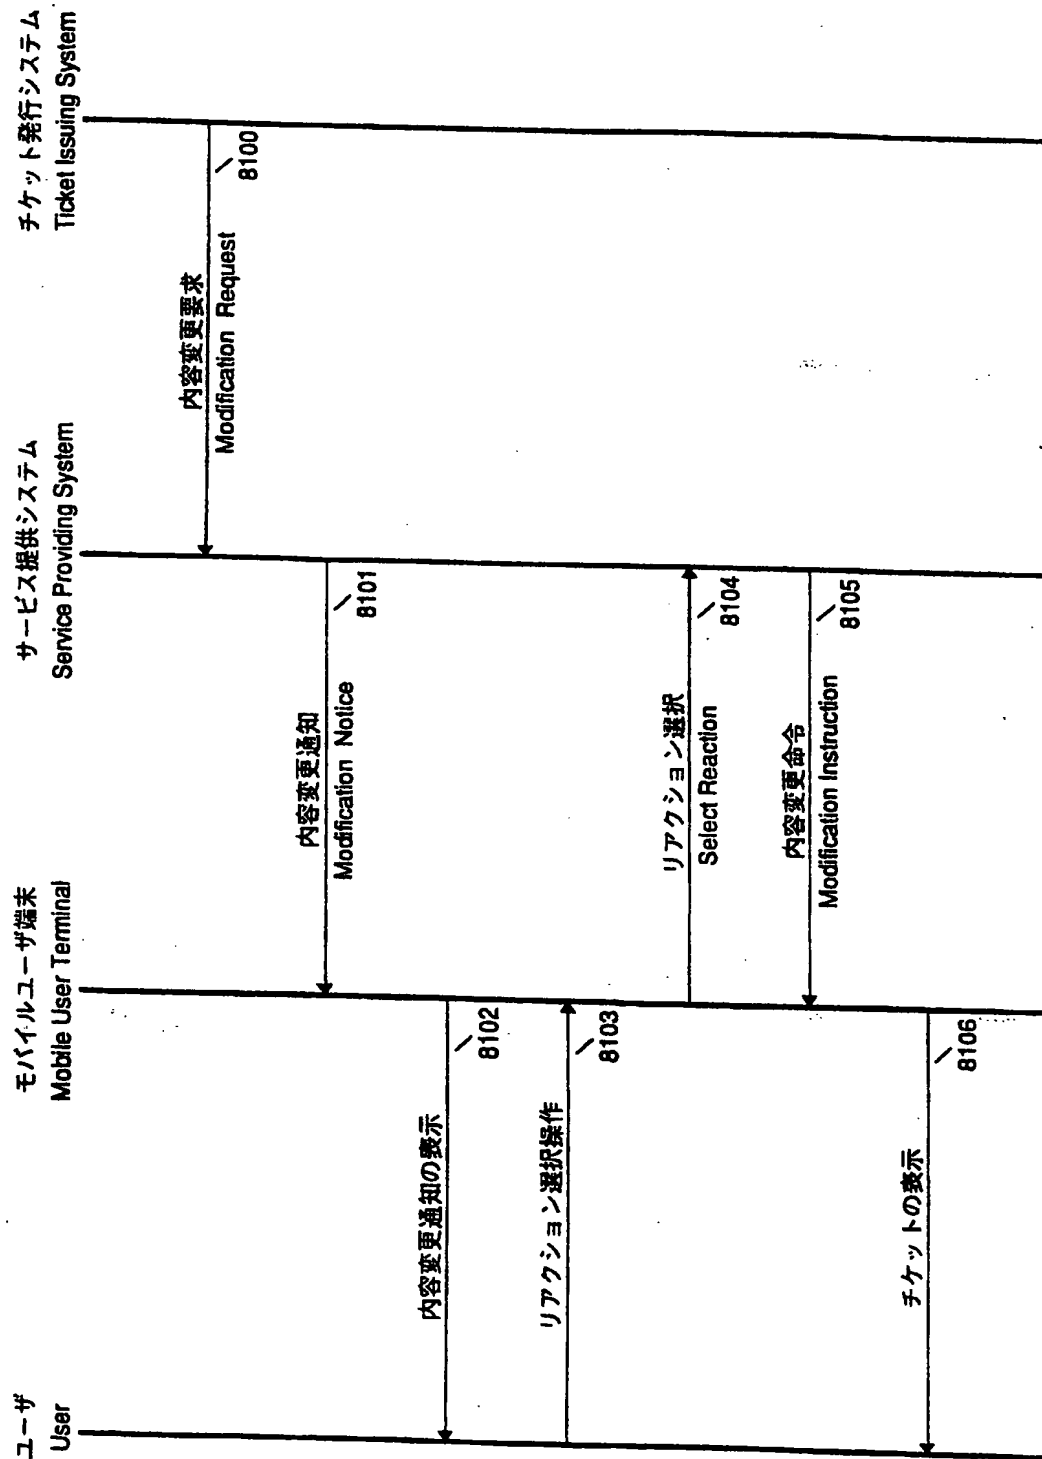 ユーザ
User
モバイルユーザ端末
Mobile User Terminal
サービス提供システム
Service Providing System
チケット発行システム
Ticket Issuing System
内容変更要求
Modification Request
8100
内容変更通知
Modification Notice
8101
内容変更通知の表示
8102
リアクション選択操作
8103
リアクション選択
Select Reaction
8104
内容変更命令
Modification Instruction
8105
チケットの表示
8106